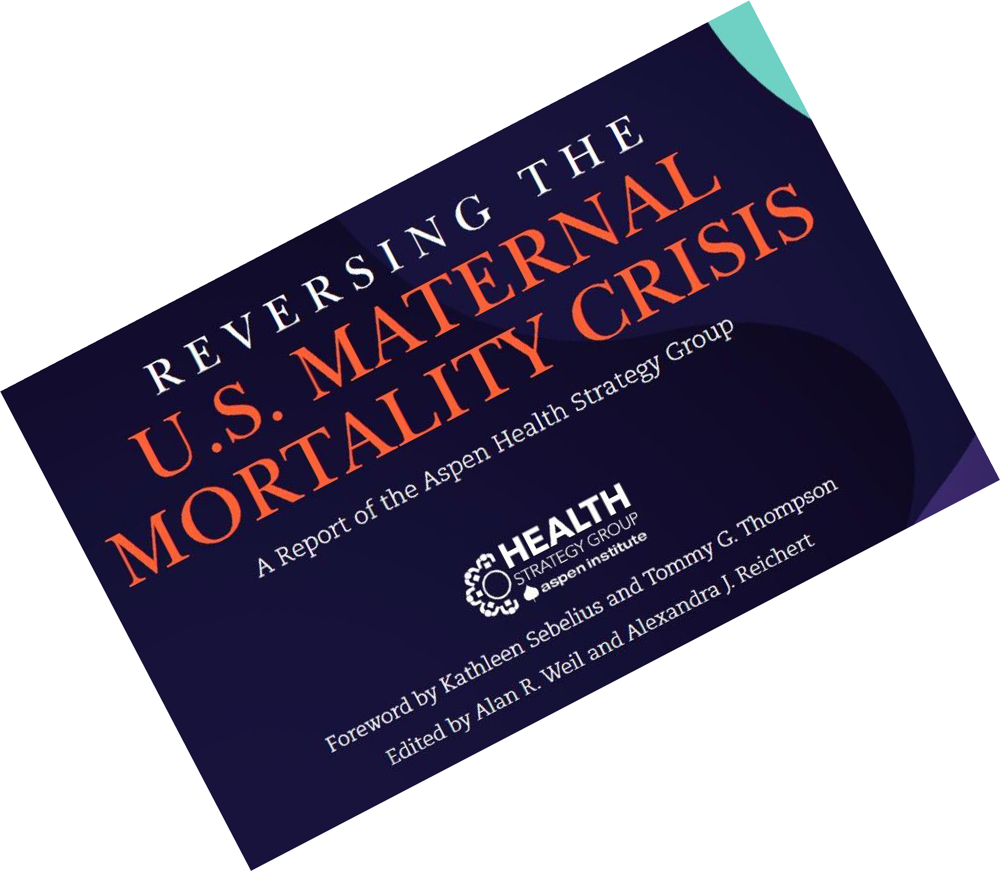 REVERSING THE
U.S. MATERNAL
MORTALITY CRISIS
A Report of the Aspen Health Strategy Group
HEALTH
STRATEGY GROUP
aspen institute
Foreword by Kathleen Sebelius and Tommy G. Thompson
Edited by Alan R. Weil and Alexandra J. Reichert